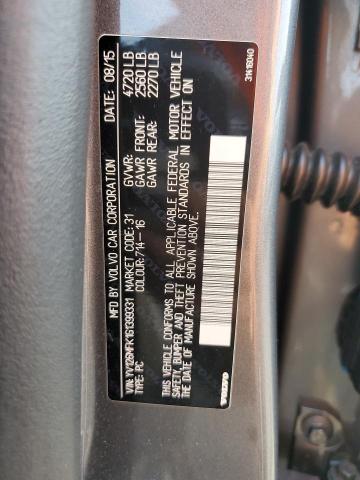 MFD BY VOLVO CAR CORPORATION DATE: 08/15
VIN: YV126MFK1G1399331 GVWR: 4720 LB
MARKET CODE: 31 GAWR FRONT: 2560 LB
TYPE: PC COLOUR: 714-16 GAWR REAR: 2270 LB
THIS VEHICLE CONFORMS TO ALL APPLICABLE FEDERAL MOTOR VEHICLE
SAFETY, BUMPER AND THEFT PREVENTION STANDARDS IN EFFECT ON
THE DATE OF MANUFACTURE SHOWN ABOVE.
VOLVO
31416040